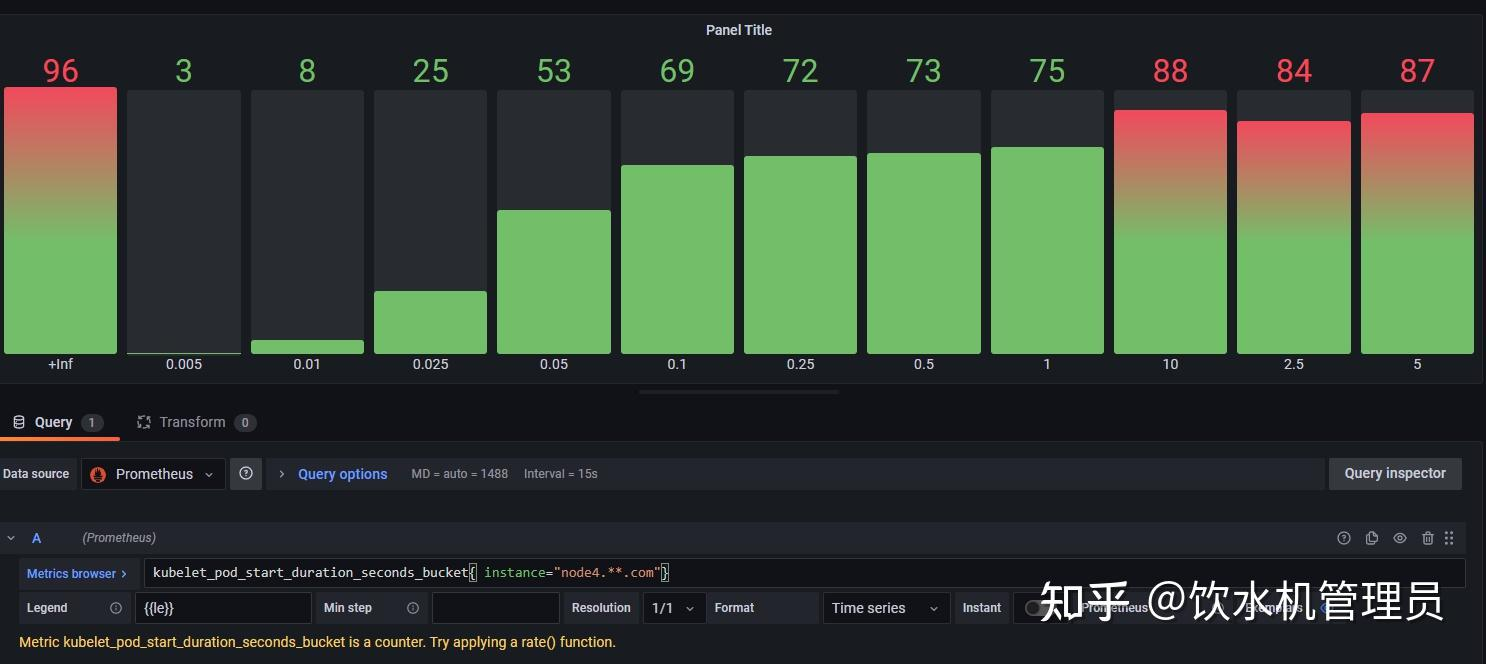 Panel Title
96 3 8 25 53 69 72 73 75 88 84 87
+Inf 0.005 0.01 0.025 0.05 0.1 0.25 0.5 1 10 2.5 5
Query 1 Transform 0
Data source Prometheus Query options MD = auto = 1488 Interval = 15s Query inspector
A (Prometheus)
Metrics browser > kubelet_pod_start_duration_seconds_bucket{ instance="node4.**.com"}
Legend {{le}} Min step Resolution 1/1 Format Time series Instant Prometheus Exemplars
知乎 @饮水机管理员
Metric kubelet_pod_start_duration_seconds_bucket is a counter. Try applying a rate() function.